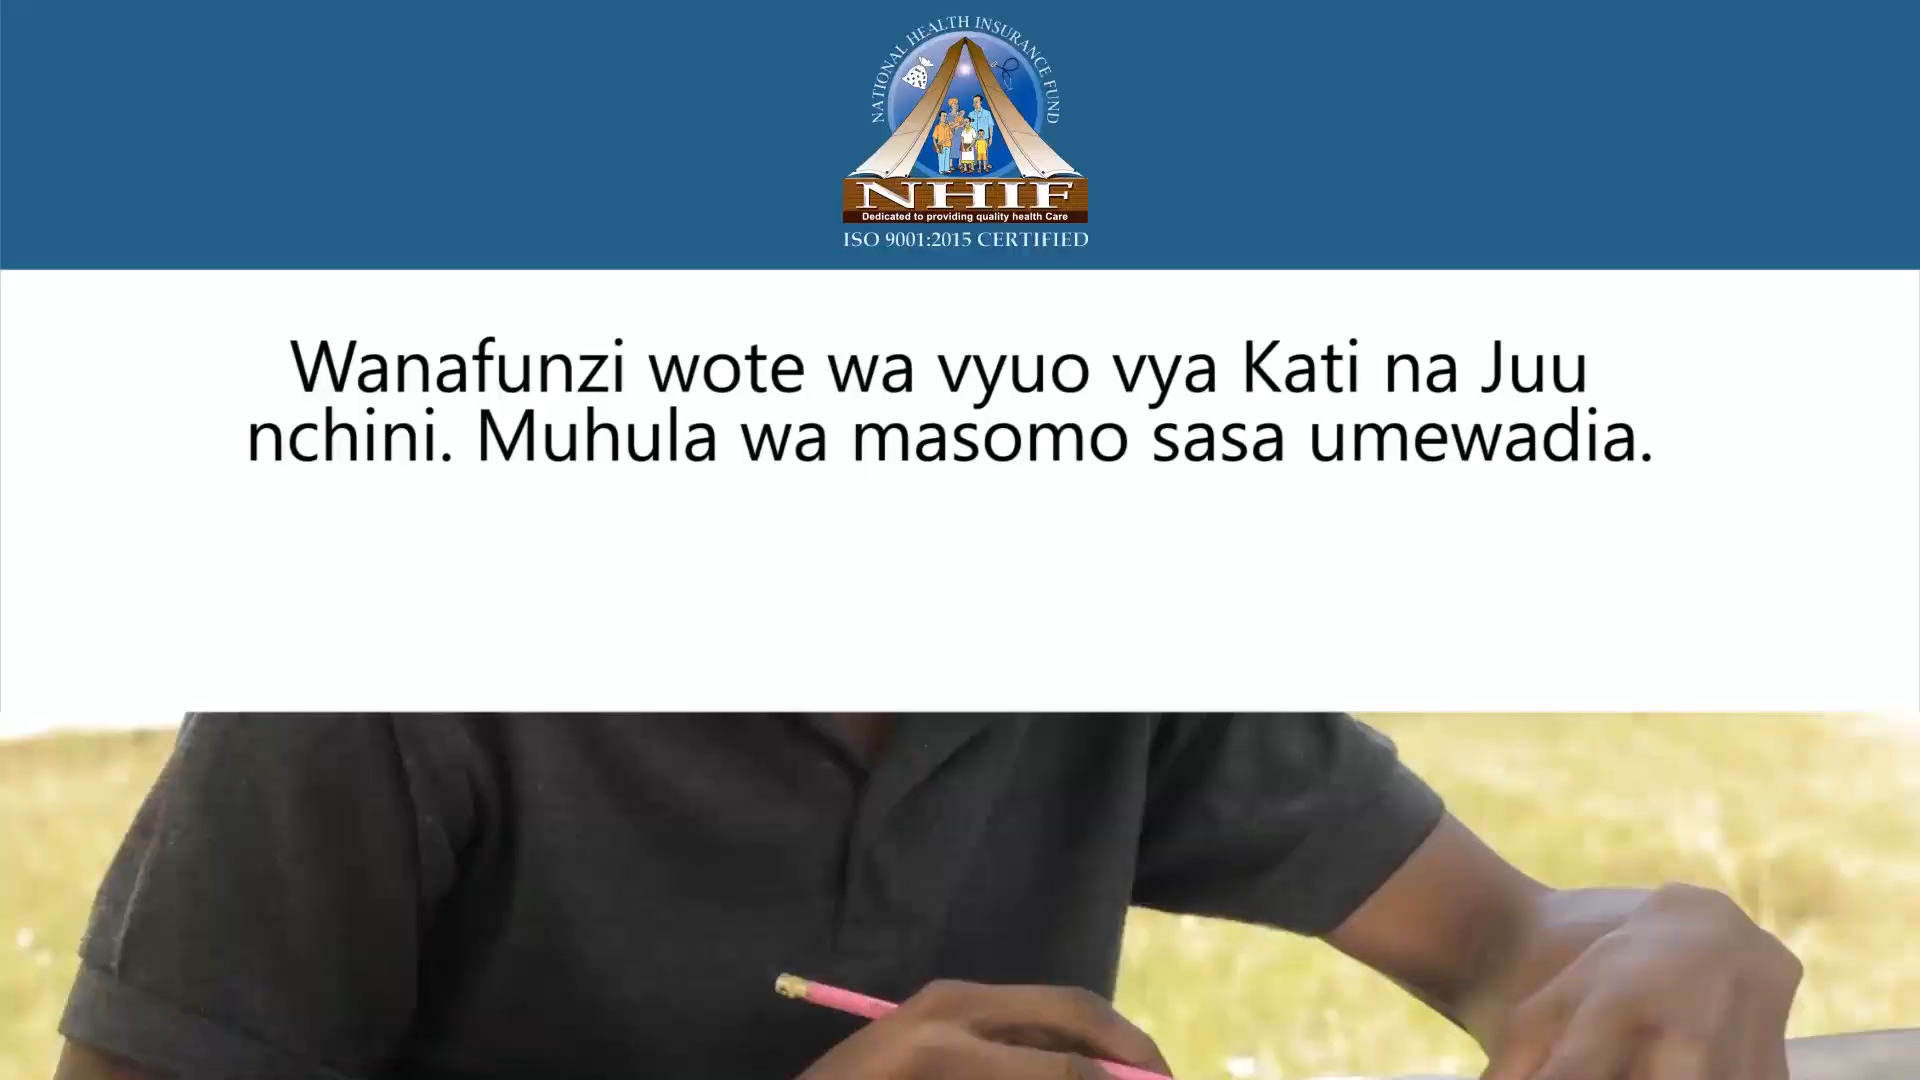 NATIONAL HEALTH INSURANCE FUND
NHIF
Dedicated to providing quality health Care
ISO 9001:2015 CERTIFIED
Wanafunzi wote wa vyuo vya Kati na Juu
nchini. Muhula wa masomo sasa umewadia.